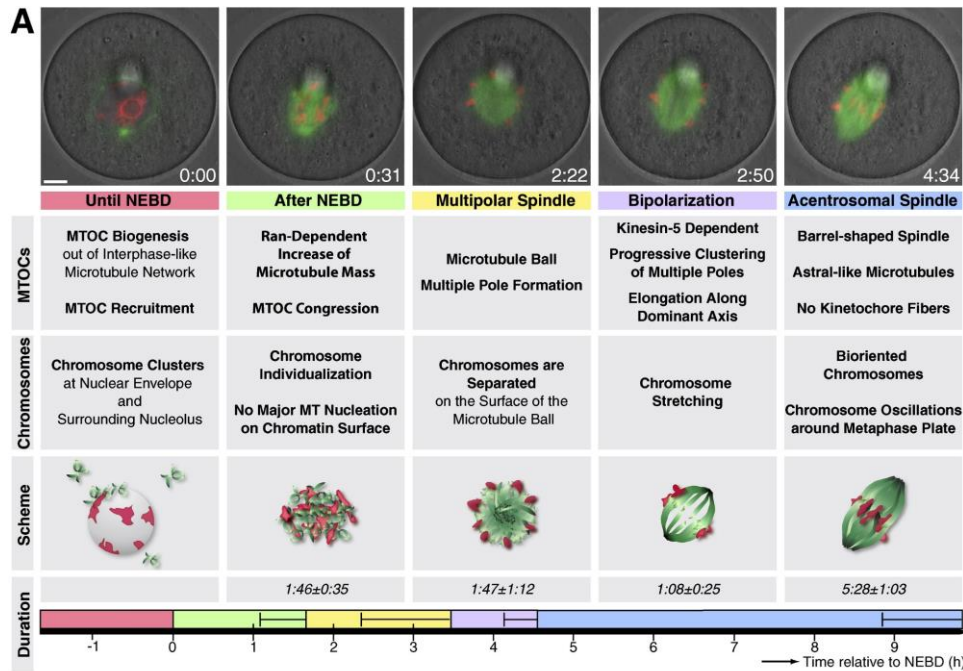 A
0:00
0:31
2:22
2:50
4:34
Until NEBD
After NEBD
Multipolar Spindle
Bipolarization
Acentrosomal Spindle
MTOCs
MTOC Biogenesis
out of Interphase-like
Microtubule Network
MTOC Recruitment
Ran-Dependent
Increase of
Microtubule Mass
MTOC Congression
Microtubule Ball
Multiple Pole Formation
Kinesin-5 Dependent
Progressive Clustering
of Multiple Poles
Elongation Along
Dominant Axis
Barrel-shaped Spindle
Astral-like Microtubules
No Kinetochore Fibers
Chromosomes
Chromosome Clusters
at Nuclear Envelope
and
Surrounding Nucleolus
Chromosome
Individualization
No Major MT Nucleation
on Chromatin Surface
Chromosomes are
Separated
on the Surface of the
Microtubule Ball
Chromosome
Stretching
Bioriented
Chromosomes
Chromosome Oscillations
around Metaphase Plate
Scheme
Duration
1:46±0:35
1:47±1:12
1:08±0:25
5:28±1:03
-1 0 1 2 3 4 5 6 7 8 9
Time relative to NEBD (h)